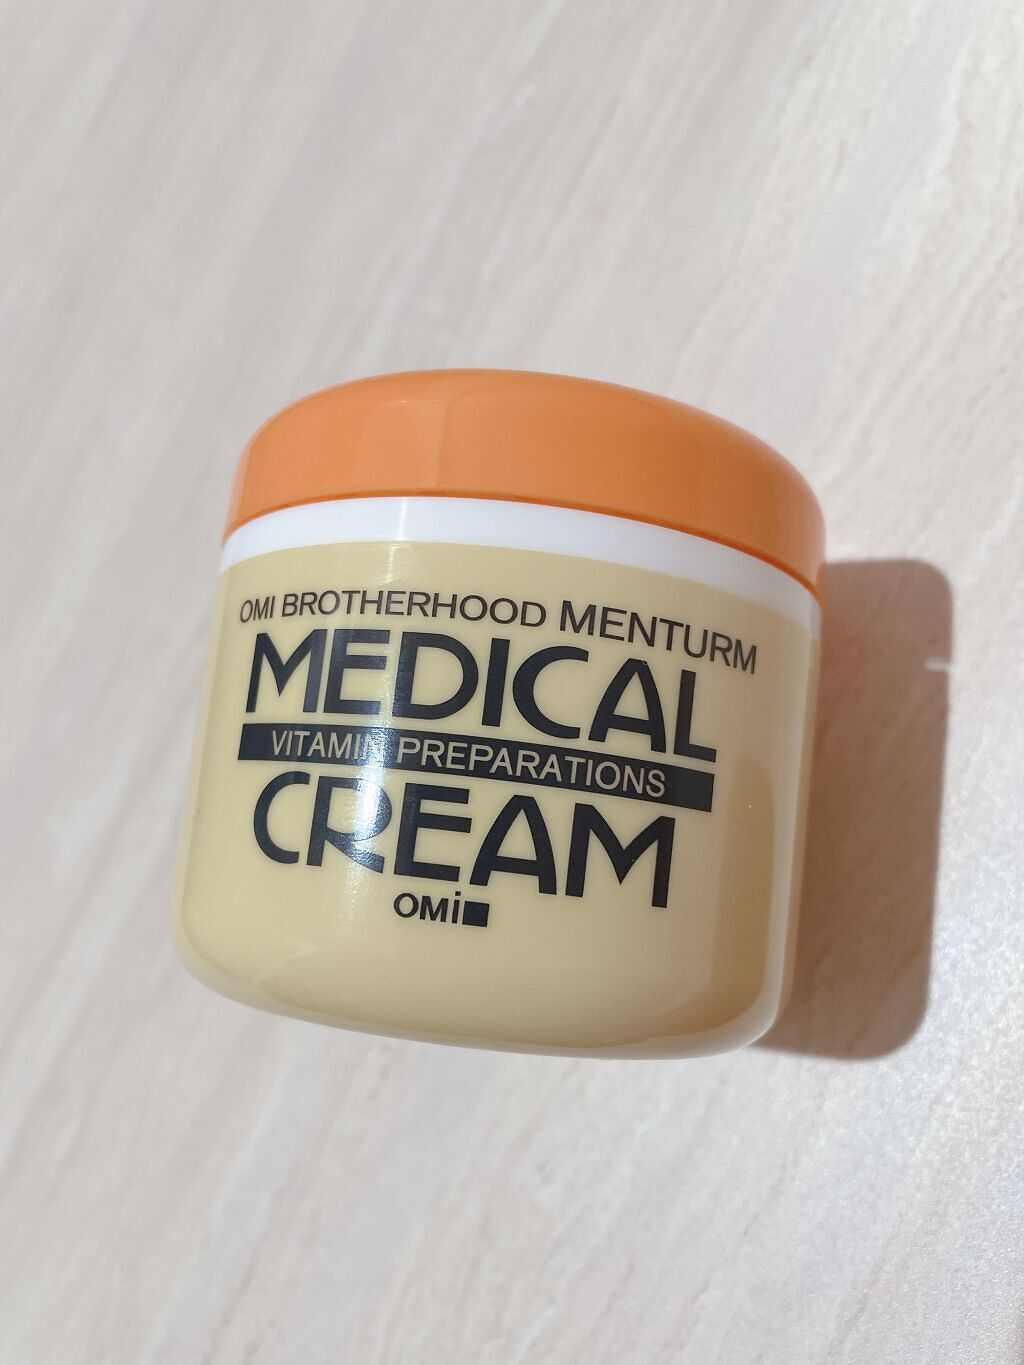 OMI BROTHERHOOD MENTURM
MEDICAL
VITAMIN PREPARATIONS
CREAM
OMi